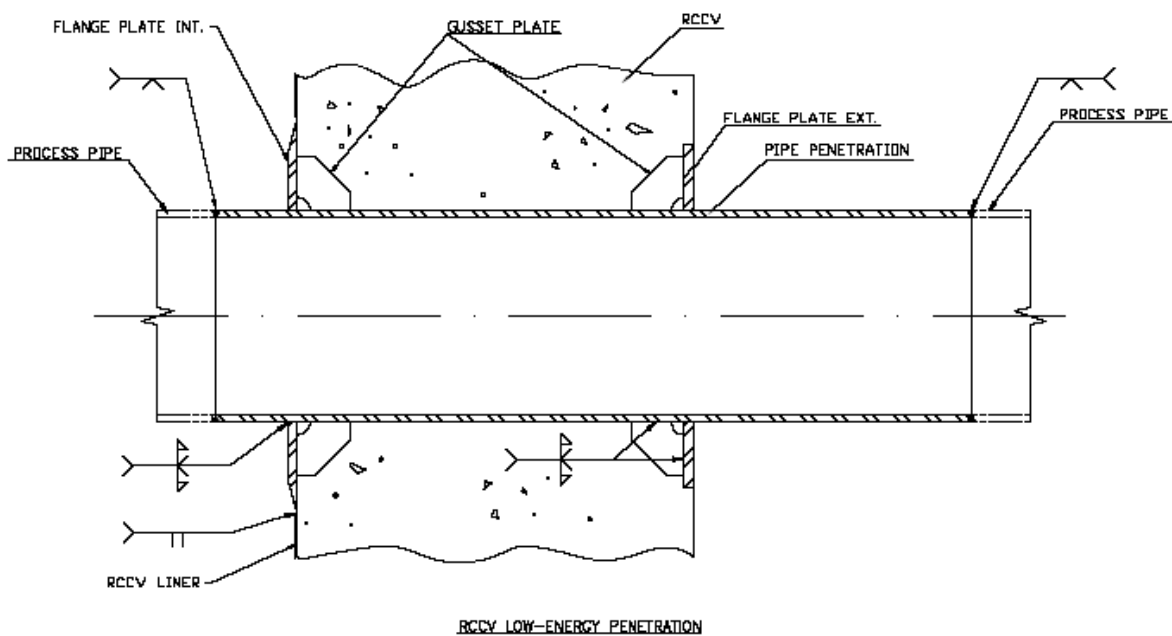 FLANGE PLATE INT.
GUSSET PLATE
RCCV
FLANGE PLATE EXT.
PROCESS PIPE
PROCESS PIPE
PIPE PENETRATION
RCCV LINER
RCCV LOW-ENERGY PENETRATION